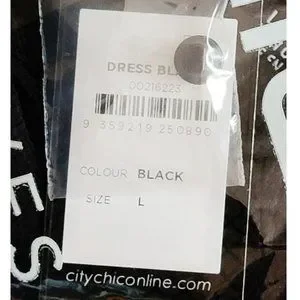 DRESS BL
00216223
9 359219 250890
COLOUR BLACK
SIZE L
citychiconline.com